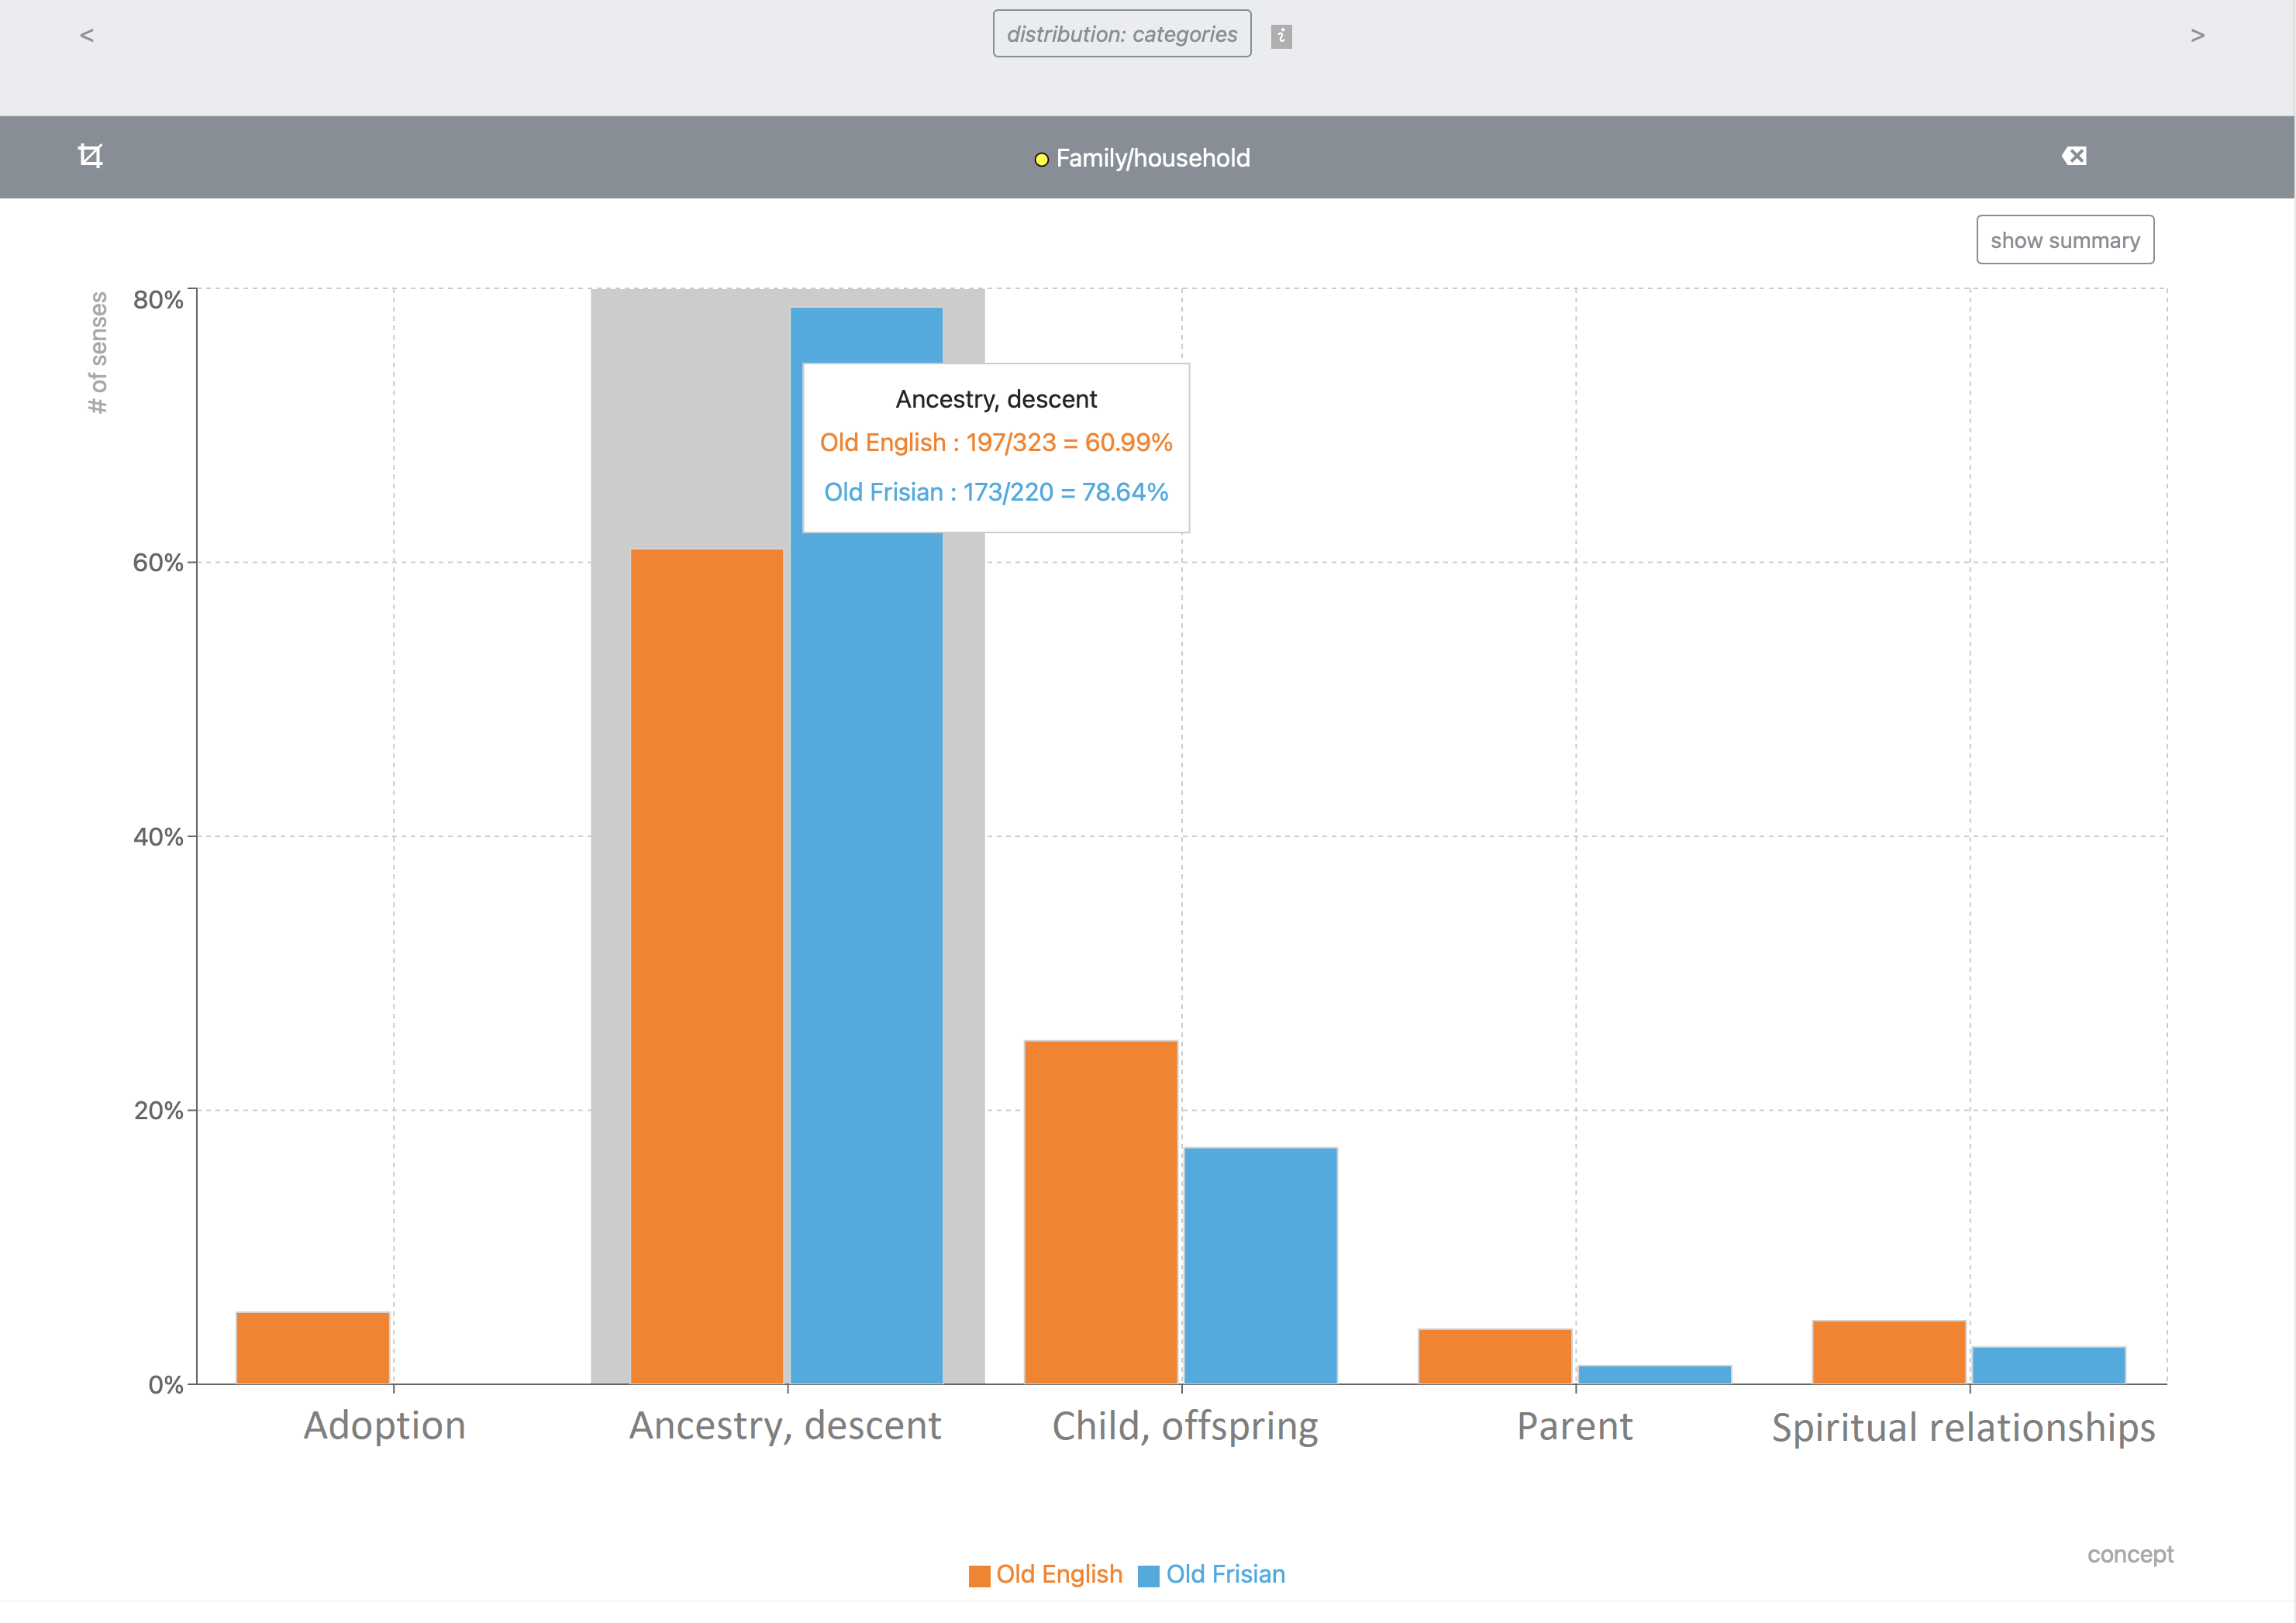 <
distribution: categories
i
>
Family/household
show summary
# of senses
80%
60%
40%
20%
0%
Ancestry, descent
Old English : 197/323 = 60.99%
Old Frisian : 173/220 = 78.64%
Adoption
Ancestry, descent
Child, offspring
Parent
Spiritual relationships
concept
Old English
Old Frisian